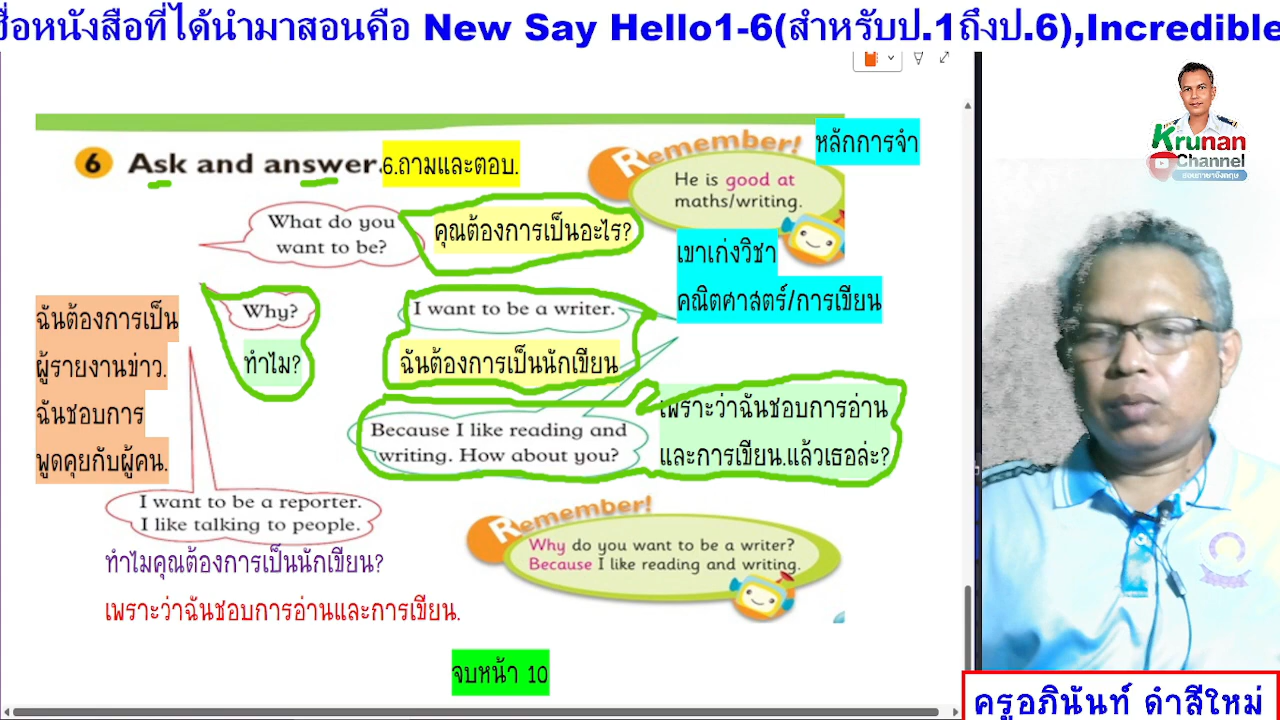 ชื่อหนังสือที่ได้นำมาสอนคือ New Say Hello1-6(สำหรับป.1ถึงป.6),Incredible
Krunan
Channel
สอนภาษาอังกฤษ
6 Ask and answer.
6.ถามและตอบ.
Remember!
หลักการจำ
He is good at
maths/writing.
เขาเก่งวิชา
คณิตศาสตร์/การเขียน
What do you
want to be?
คุณต้องการเป็นอะไร?
Why?
ทำไม?
I want to be a writer.
ฉันต้องการเป็นนักเขียน
ฉันต้องการเป็น
ผู้รายงานข่าว.
ฉันชอบการ
พูดคุยกับผู้คน.
Because I like reading and
writing. How about you?
เพราะว่าฉันชอบการอ่าน
และการเขียน.แล้วเธอล่ะ?
I want to be a reporter.
I like talking to people.
ทำไมคุณต้องการเป็นนักเขียน?
เพราะว่าฉันชอบการอ่านและการเขียน.
Remember!
Why do you want to be a writer?
Because I like reading and writing.
จบหน้า 10
ครูอภินันท์ ดำสีใหม่